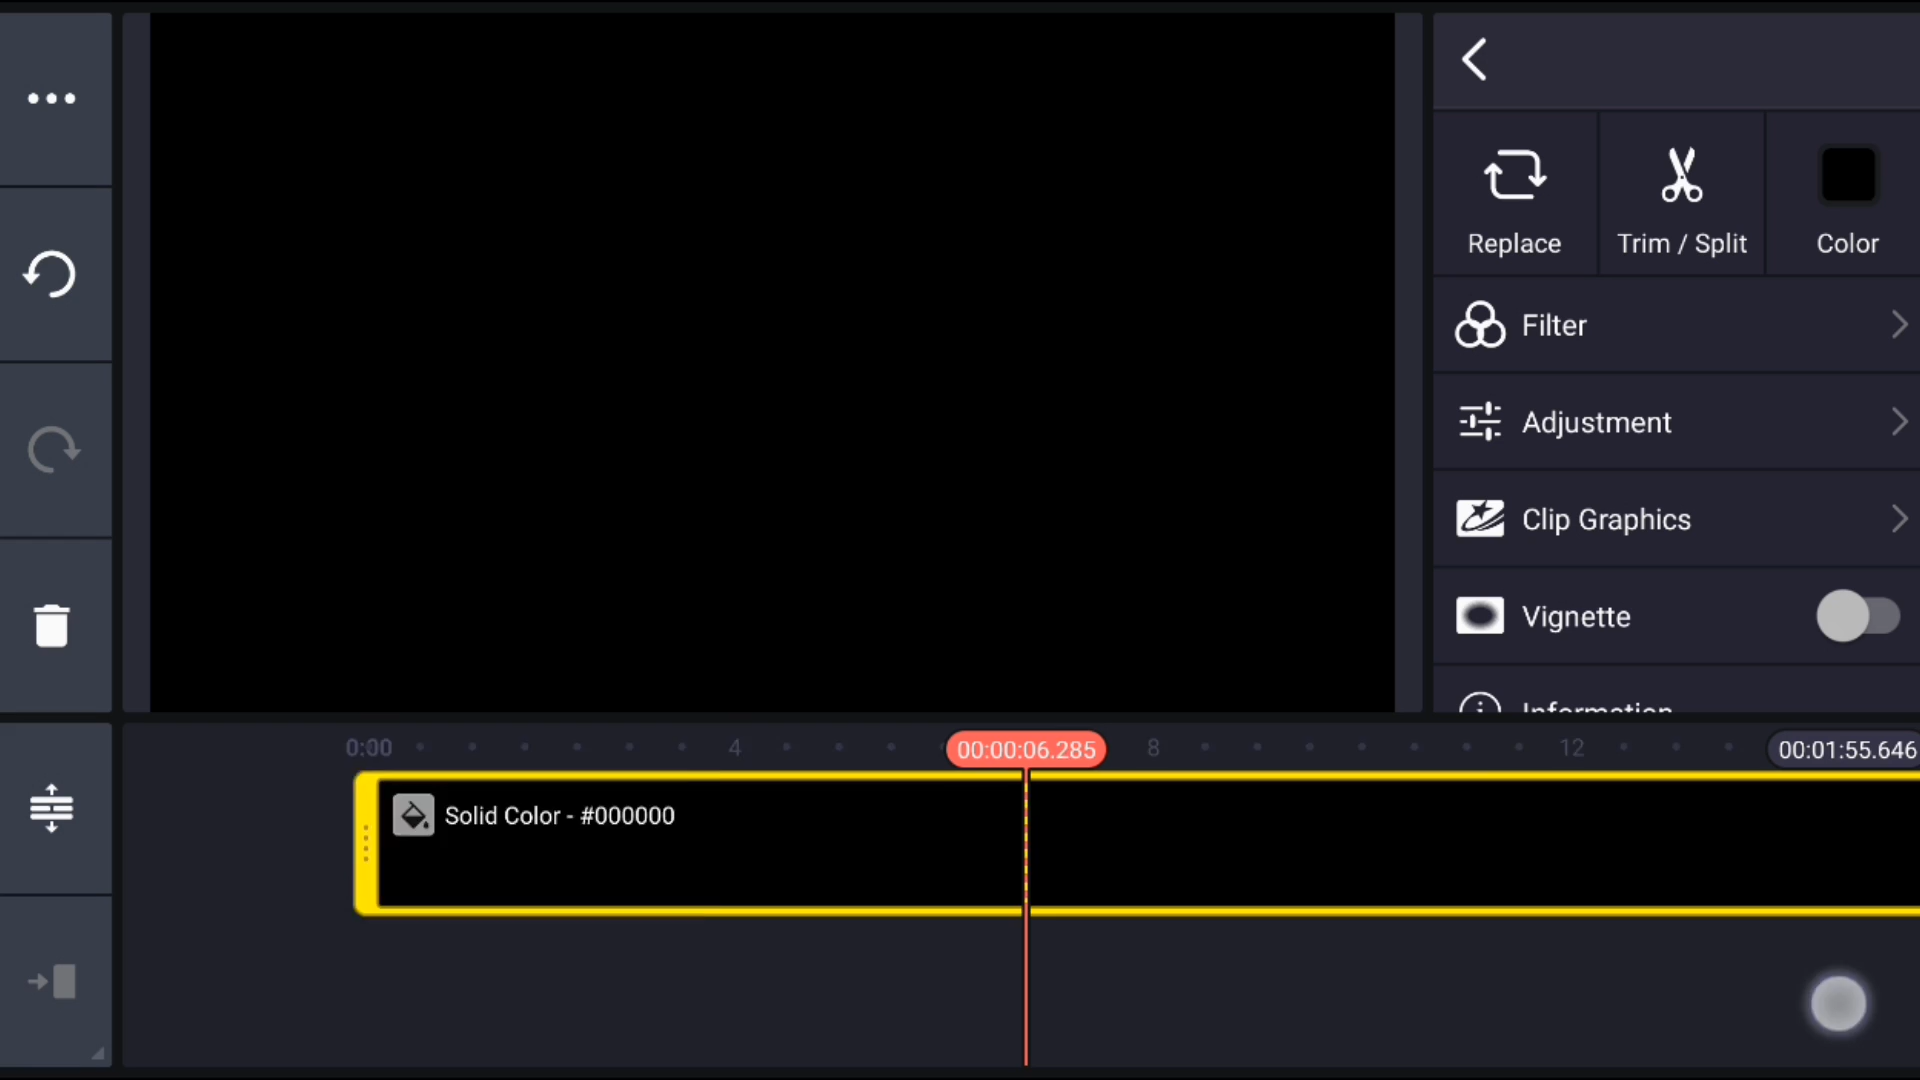 Replace
Trim / Split
Color
Filter
Adjustment
Clip Graphics
Vignette
Information
0:00
4
00:00:06.285
8
12
00:01:55.646
Solid Color - #000000